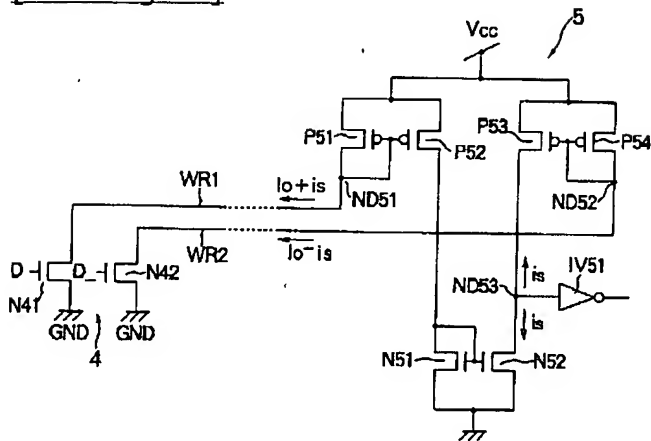 5
Vcc
P51
P52
P53
P54
WR1
Io+is
ND51
ND52
WR2
Io-is
D
D_
N42
N41
GND
GND
4
ND53
is
is
IV51
N51
N52